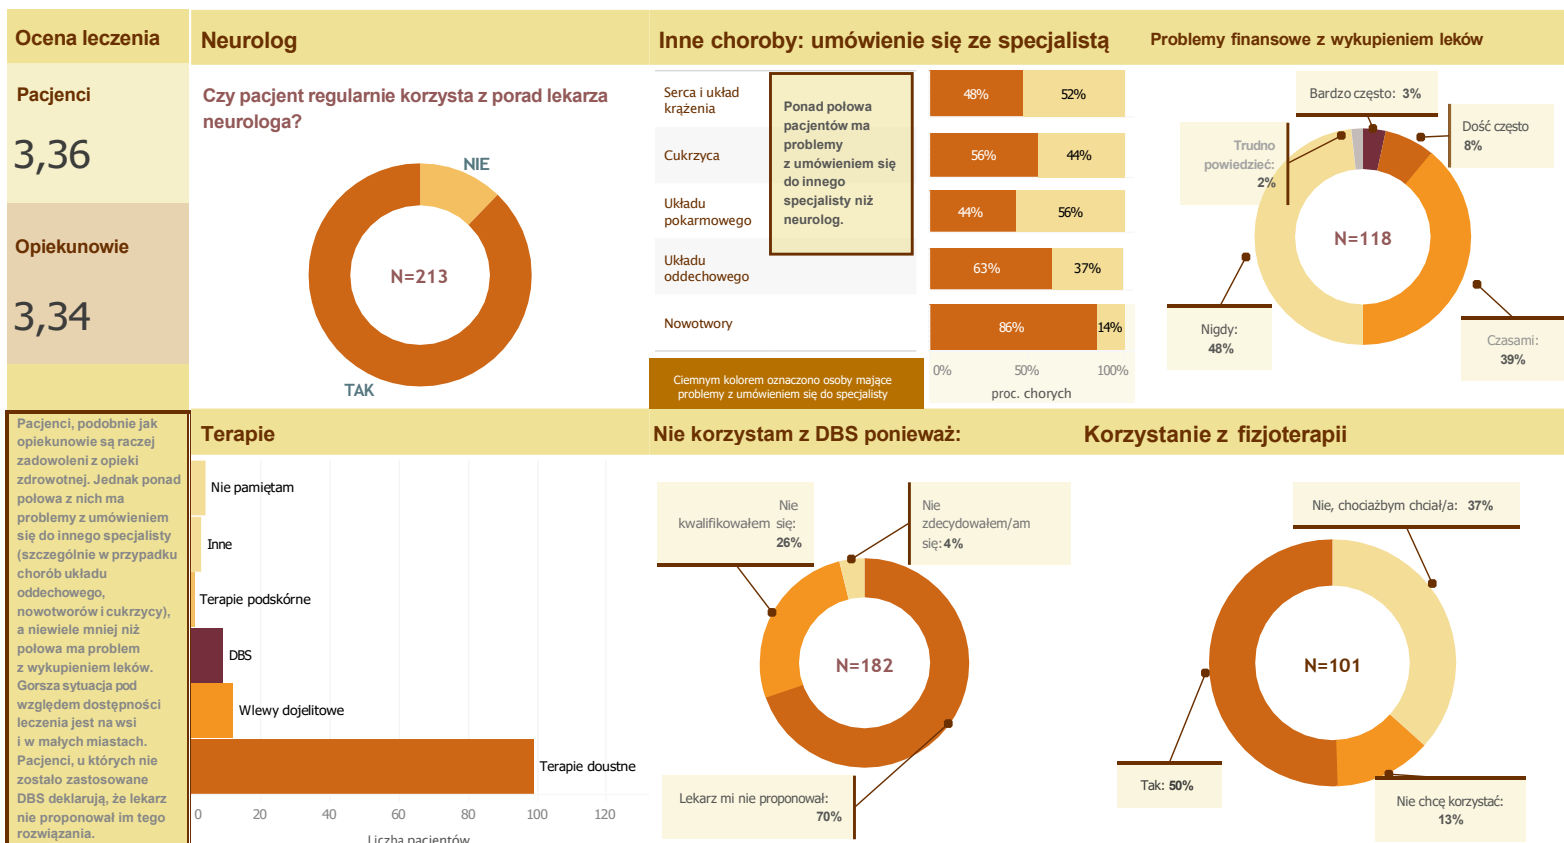 Ocena leczenia
Pacjenci
3,36
Opiekunowie
3,34
Pacjenci, podobnie jak
opiekunowie są raczej
zadowoleni z opieki
zdrowotnej. Jednak ponad
połowa z nich ma
problemy z umówieniem
się do innego specjalisty
(szczególnie w przypadku
chorób układu
oddechowego,
nowotworów i cukrzycy),
a niewiele mniej niż
połowa ma problem
z wykupieniem leków.
Gorsza sytuacja pod
względem dostępności
leczenia jest na wsi
i w małych miastach.
Pacjenci, u których nie
zostało zastosowane
DBS deklarują, że lekarz
nie proponował im tego
rozwiązania.
Neurolog
Czy pacjent regularnie korzysta z porad lekarza
neurologa?
NIE
N=213
TAK
Inne choroby: umówienie się ze specjalistą
Serca i układ
krążenia
48% 52%
Cukrzyca
56% 44%
Układu
pokarmowego
44% 56%
Układu
oddechowego
63% 37%
Nowotwory
86% 14%
Ponad połowa
pacjentów ma
problemy
z umówieniem się
do innego
specjalisty niż
neurolog.
0% 50% 100%
proc. chorych
Ciemnym kolorem oznaczono osoby mające
problemy z umówieniem się do specjalisty
Problemy finansowe z wykupieniem leków
Bardzo często: 3%
Dość często
8%
Trudno
powiedzieć:
2%
N=118
Nigdy:
48%
Czasami:
39%
Terapie
Nie pamiętam
Inne
Terapie podskórne
DBS
Wlewy dojelitowe
Terapie doustne
0 20 40 60 80 100 120
Liczba pacjentów
Nie korzystam z DBS ponieważ:
Nie
kwalifikowałem się:
26%
Nie
zdecydowałem/am
się: 4%
N=182
Lekarz mi nie proponował:
70%
Korzystanie z fizjoterapii
Nie, chociażbym chciał/a: 37%
N=101
Tak: 50%
Nie chcę korzystać:
13%